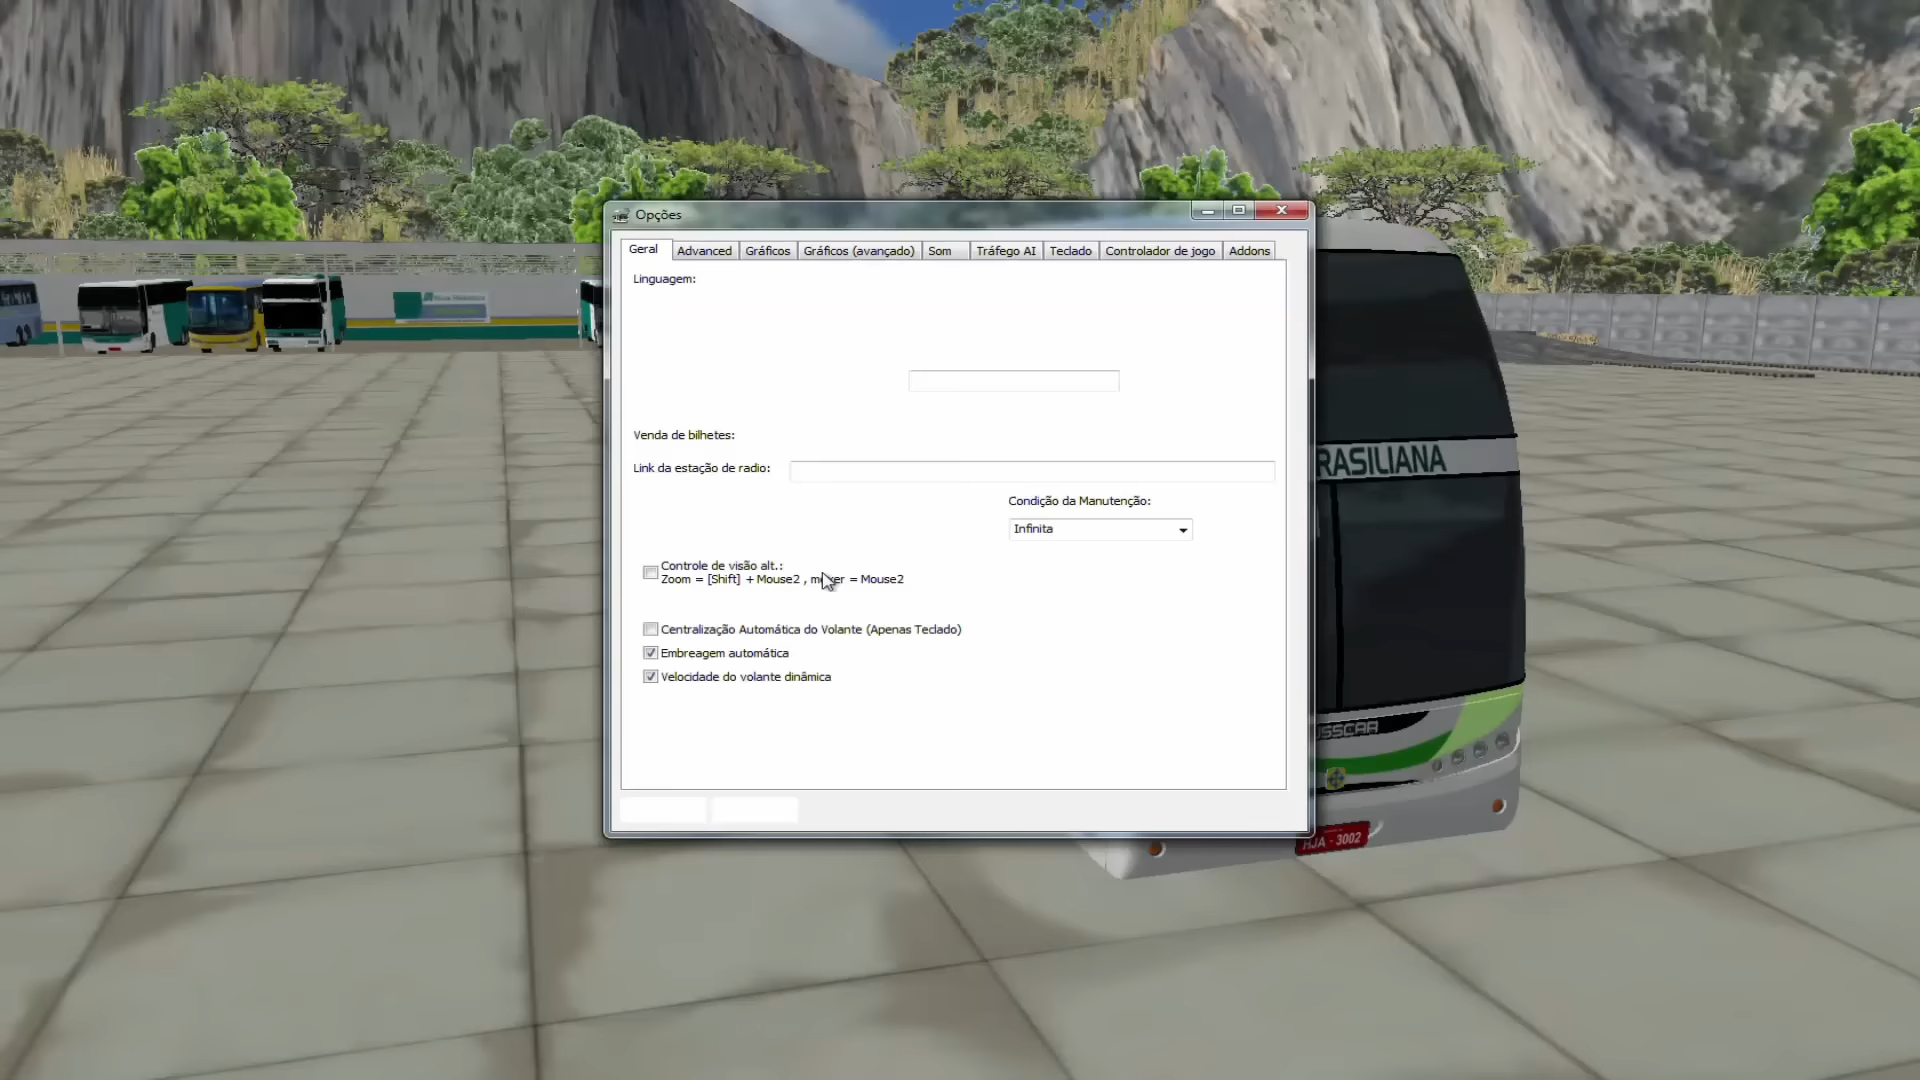 Opções
Geral
Advanced
Gráficos
Gráficos (avançado)
Som
Tráfego AI
Teclado
Controlador de jogo
Addons
Linguagem:
Venda de bilhetes:
Link da estação de radio:
Condição da Manutenção:
Infinita
Controle de visão alt.:
Zoom = [Shift] + Mouse2 , mover = Mouse2
Centralização Automática do Volante (Apenas Teclado)
Embreagem automática
Velocidade do volante dinâmica
RASILIANA
USSCAR
HJA - 3002